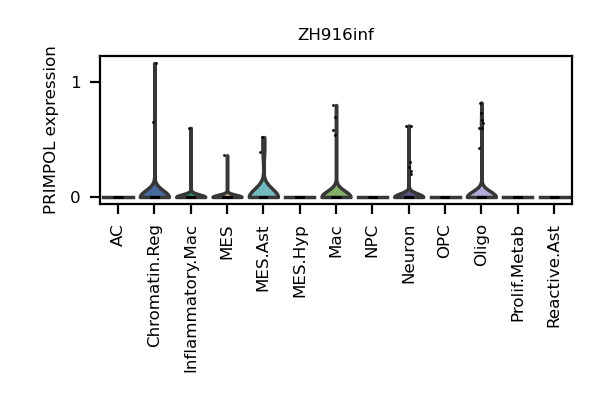 ZH916inf
PRIMPOL expression
1
0
AC
Chromatin.Reg
Inflammatory.Mac
MES
MES.Ast
MES.Hyp
Mac
NPC
Neuron
OPC
Oligo
Prolif.Metab
Reactive.Ast